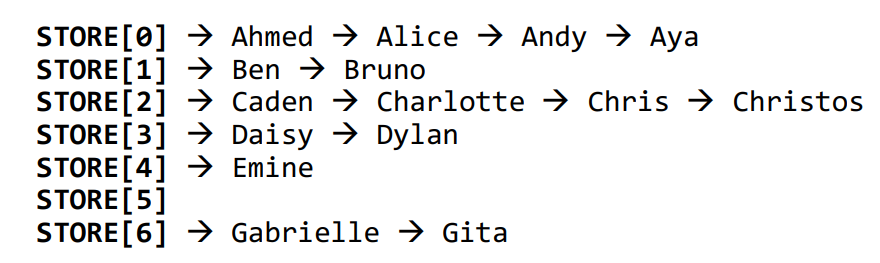 STORE[0] → Ahmed → Alice → Andy → Aya
STORE[1] → Ben → Bruno
STORE[2] → Caden → Charlotte → Chris → Christos
STORE[3] → Daisy → Dylan
STORE[4] → Emine
STORE[5]
STORE[6] → Gabrielle → Gita